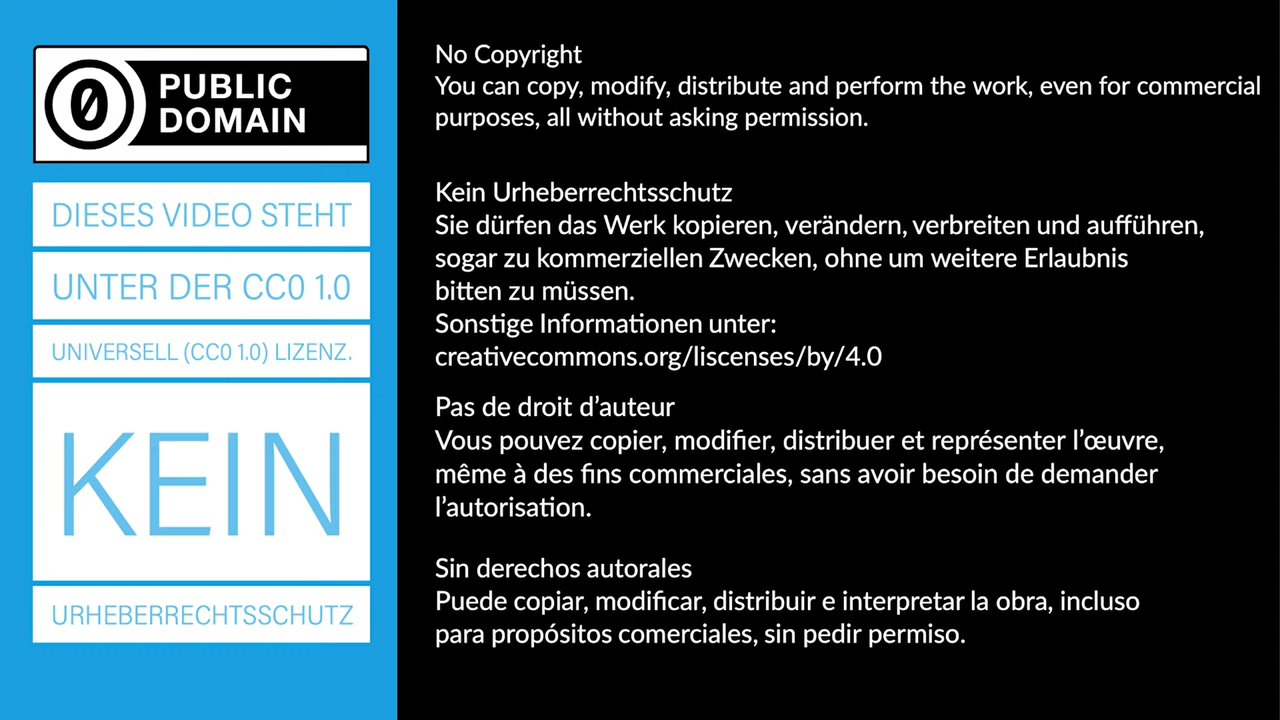 0 PUBLIC
DOMAIN
DIESES VIDEO STEHT
UNTER DER CC0 1.0
UNIVERSELL (CC0 1.0) LIZENZ.
KEIN
URHEBERRECHTSSCHUTZ
No Copyright
You can copy, modify, distribute and perform the work, even for commercial
purposes, all without asking permission.
Kein Urheberrechtsschutz
Sie dürfen das Werk kopieren, verändern, verbreiten und aufführen,
sogar zu kommerziellen Zwecken, ohne um weitere Erlaubnis
bitten zu müssen.
Sonstige Informationen unter:
creativecommons.org/liscenses/by/4.0
Pas de droit d’auteur
Vous pouvez copier, modifier, distribuer et représenter l’œuvre,
même à des fins commerciales, sans avoir besoin de demander
l’autorisation.
Sin derechos autorales
Puede copiar, modificar, distribuir e interpretar la obra, incluso
para propósitos comerciales, sin pedir permiso.